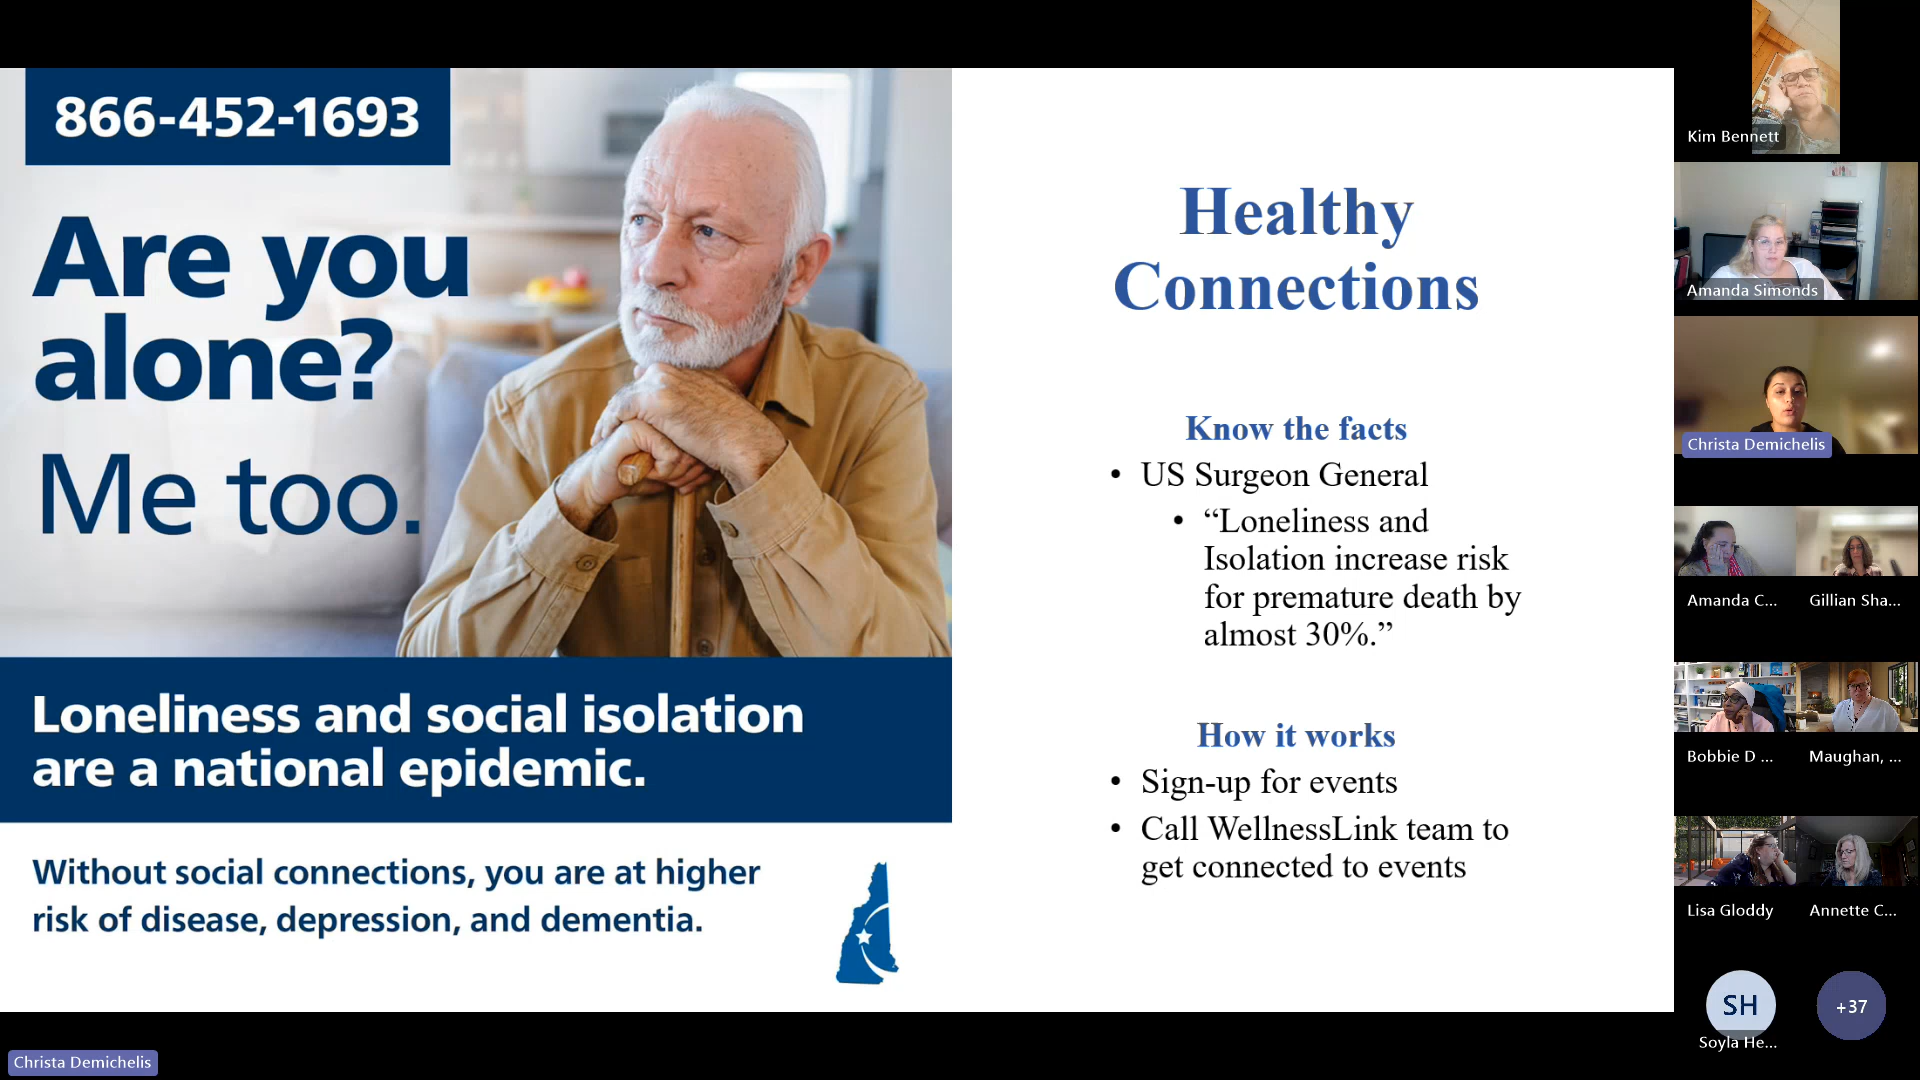 866-452-1693
Are you
alone?
Me too.
Loneliness and social isolation
are a national epidemic.
Without social connections, you are at higher
risk of disease, depression, and dementia.
Healthy
Connections
Know the facts
• US Surgeon General
• “Loneliness and
Isolation increase risk
for premature death by
almost 30%.”
How it works
• Sign-up for events
• Call WellnessLink team to
get connected to events
Kim Bennett
Amanda Simonds
Christa Demichelis
Amanda C...
Gillian Sha...
Bobbie D ...
Maughan, ...
Lisa Gloddy
Annette C...
SH
Soyla He...
+37
Christa Demichelis